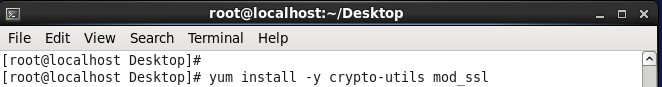 root@localhost:~/Desktop
File Edit View Search Terminal Help
[root@localhost Desktop]#
[root@localhost Desktop]# yum install -y crypto-utils mod_ssl